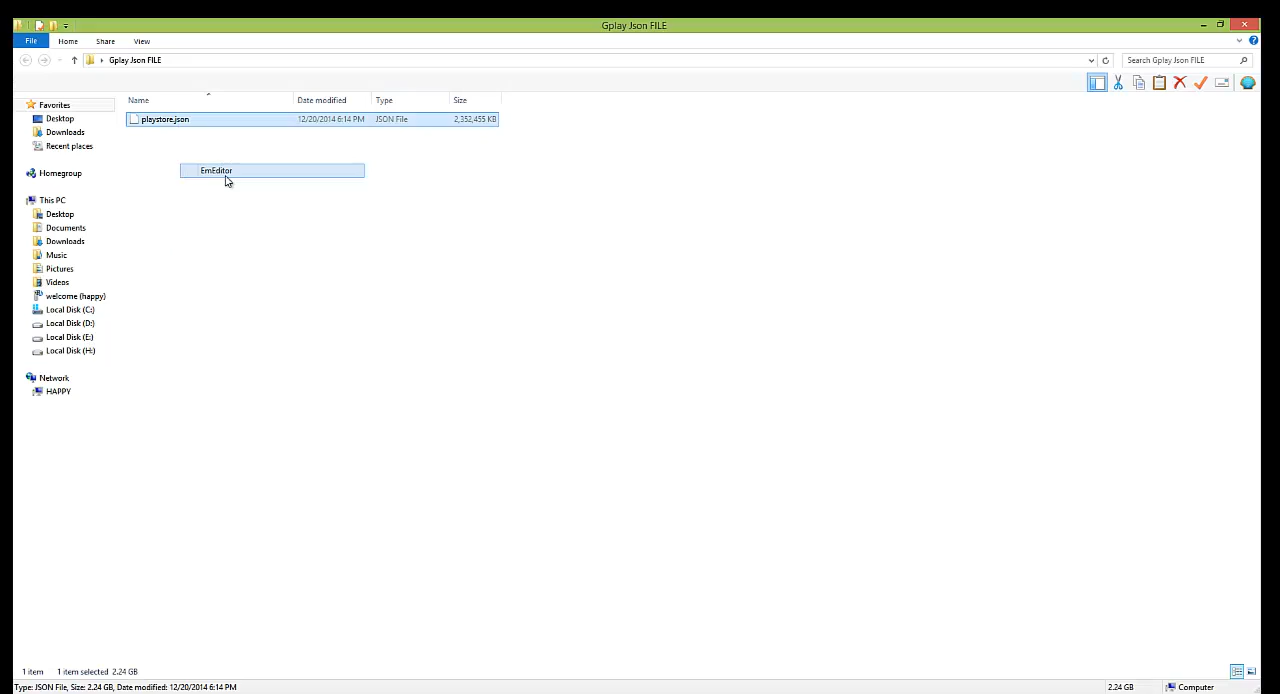 Gplay Json FILE
File Home Share View
Gplay Json FILE Search Gplay Json FILE
Name Date modified Type Size
playstore.json 12/20/2014 6:14 PM JSON File 2,352,455 KB
EmEditor
Favorites
Desktop
Downloads
Recent places
Homegroup
This PC
Desktop
Documents
Downloads
Music
Pictures
Videos
welcome (happy)
Local Disk (C:)
Local Disk (D:)
Local Disk (E:)
Local Disk (H:)
Network
HAPPY
1 item 1 item selected 2.24 GB
Type: JSON File, Size: 2.24 GB, Date modified: 12/20/2014 6:14 PM 2.24 GB Computer